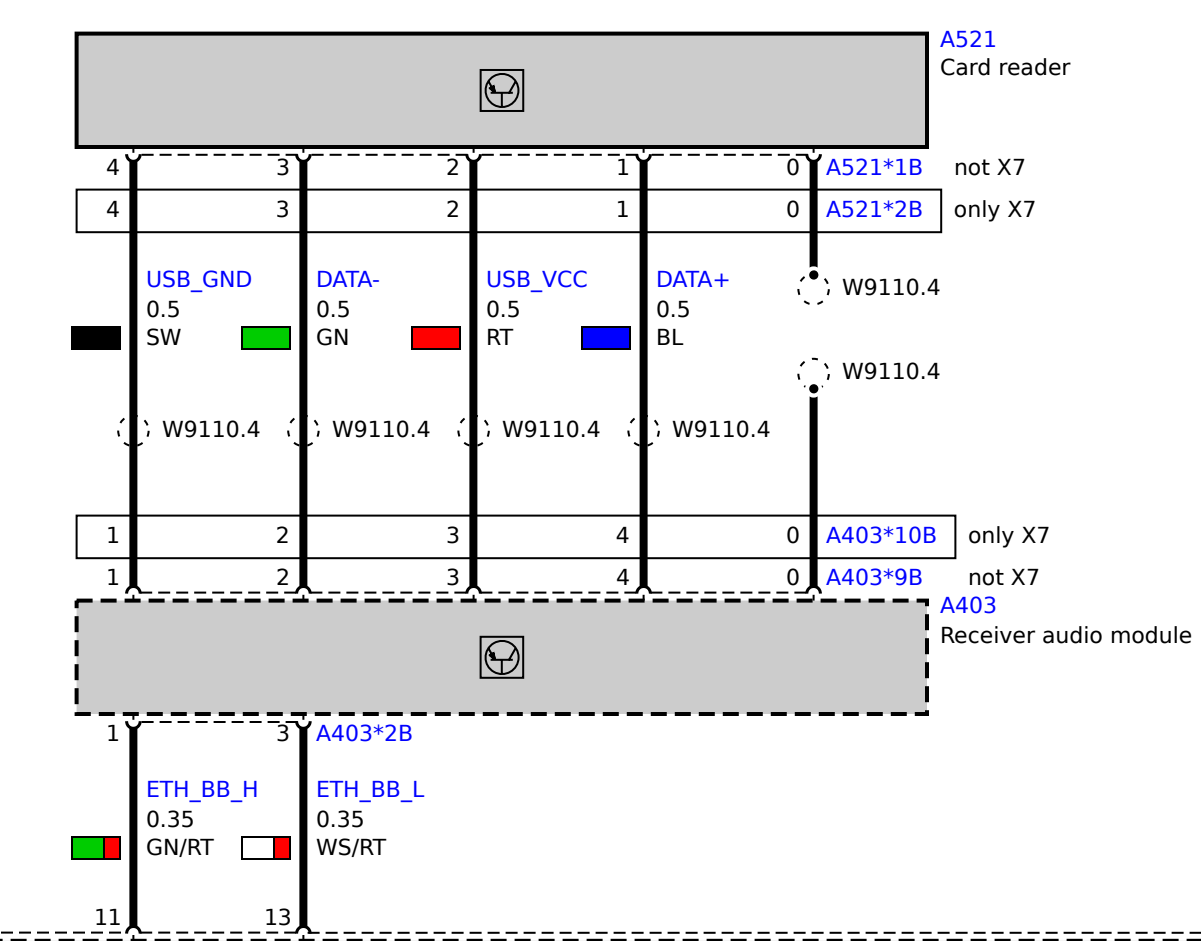 A521
Card reader
4 3 2 1 0 A521*1B not X7
4 3 2 1 0 A521*2B only X7
USB_GND DATA- USB_VCC DATA+
W9110.4
0.5 0.5 0.5 0.5
SW GN RT BL
W9110.4
W9110.4 W9110.4 W9110.4 W9110.4
1 2 3 4 0 A403*10B only X7
1 2 3 4 0 A403*9B not X7
A403
Receiver audio module
1 3 A403*2B
ETH_BB_H ETH_BB_L
0.35 0.35
GN/RT WS/RT
11 13